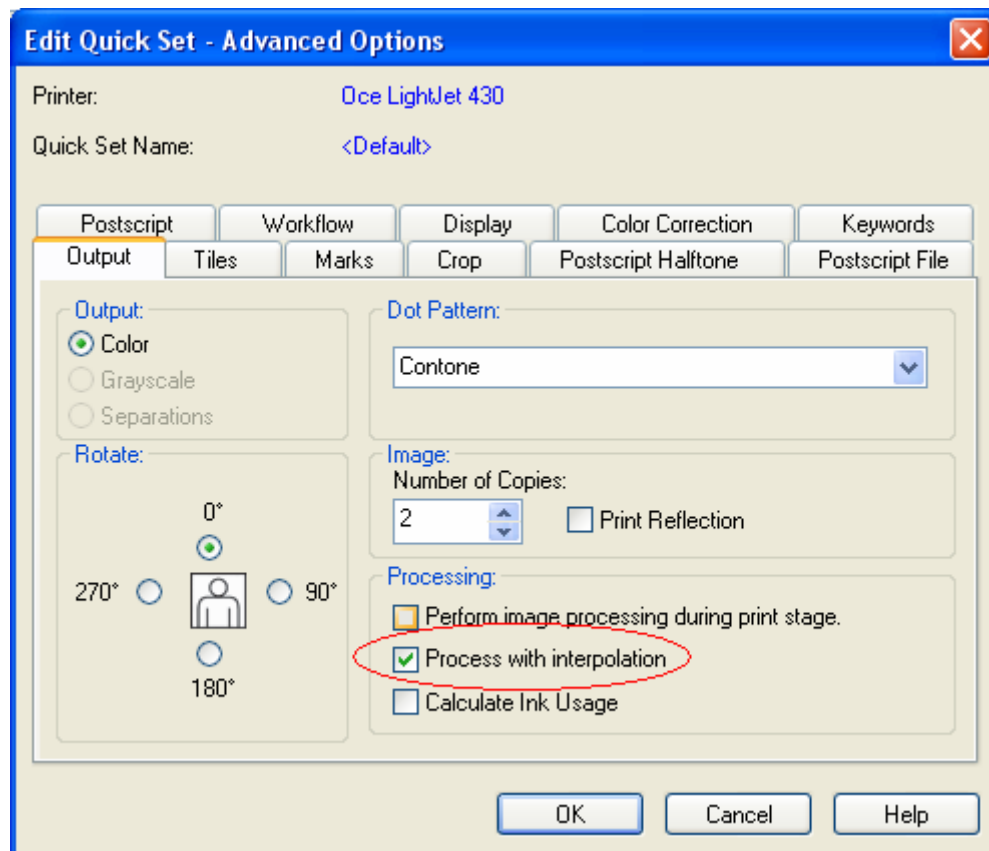 Edit Quick Set - Advanced Options
Printer: Oce LightJet 430
Quick Set Name: <Default>
Postscript Workflow Display Color Correction Keywords
Output Tiles Marks Crop Postscript Halftone Postscript File
Output:
Color
Grayscale
Separations
Dot Pattern:
Contone
Rotate:
0°
270° 90°
180°
Image:
Number of Copies:
2 Print Reflection
Processing:
Perform image processing during print stage.
Process with interpolation
Calculate Ink Usage
OK Cancel Help